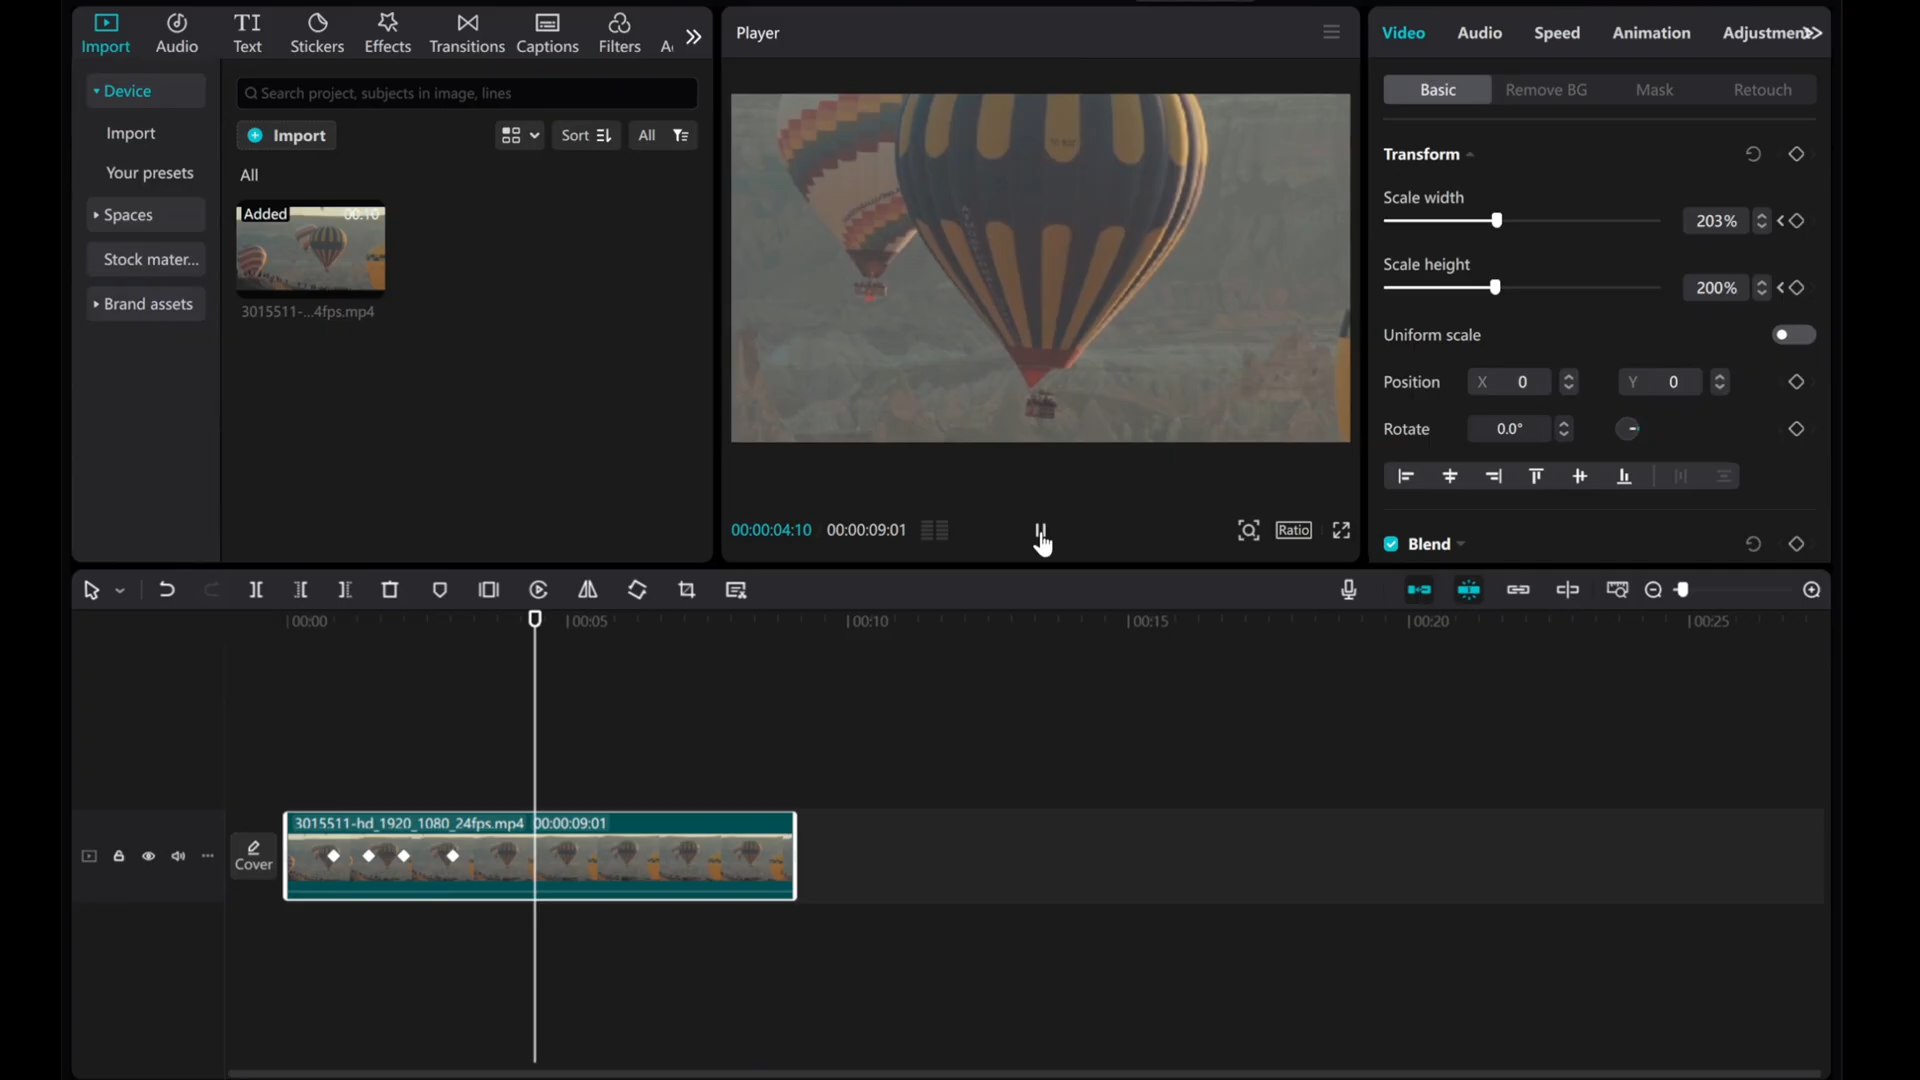 Import
Audio
Text
Stickers
Effects
Transitions
Captions
Filters
Device
Import
Your presets
Spaces
Stock mater...
Brand assets
Search project, subjects in image, lines
Import
Sort
All
All
Added
00:10
3015511-...4fps.mp4
Player
00:00:04:10
00:00:09:01
Ratio
Video
Audio
Speed
Animation
Adjustment
Basic
Remove BG
Mask
Retouch
Transform
Scale width
203%
Scale height
200%
Uniform scale
Position
X 0
Y 0
Rotate
0.0°
Blend
00:00
00:05
00:10
00:15
00:20
00:25
Cover
3015511-hd_1920_1080_24fps.mp4 00:00:09:01